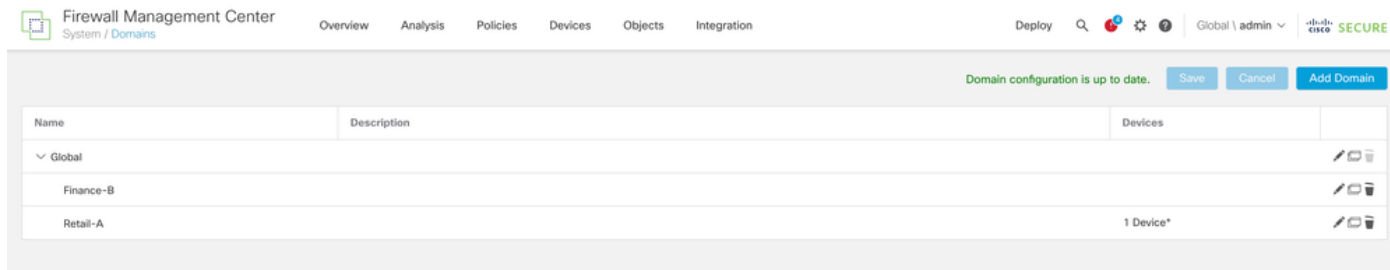 Firewall Management Center
System / Domains
Overview Analysis Policies Devices Objects Integration Deploy 4 Global \ admin cisco SECURE
Domain configuration is up to date. Save Cancel Add Domain
Name Description Devices
Global
Finance-B
Retail-A 1 Device*